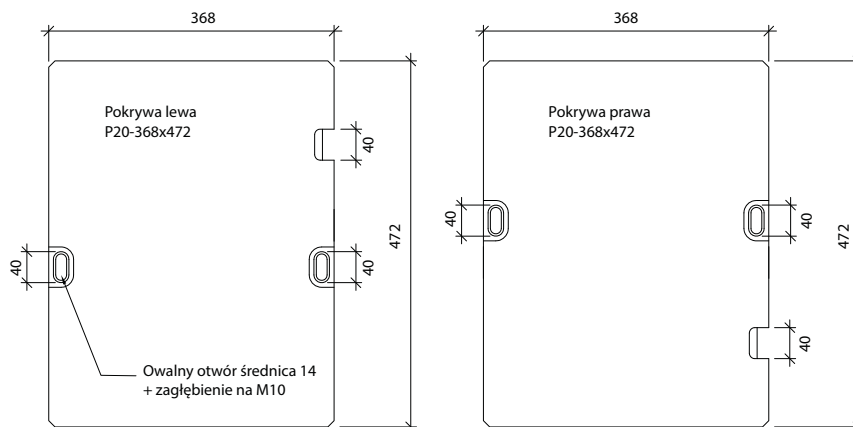 368
Pokrywa lewa
P20-368x472
40
472
40
40
Owalny otwór średnica 14
+ zagłębienie na M10
368
Pokrywa prawa
P20-368x472
40
40
472
40